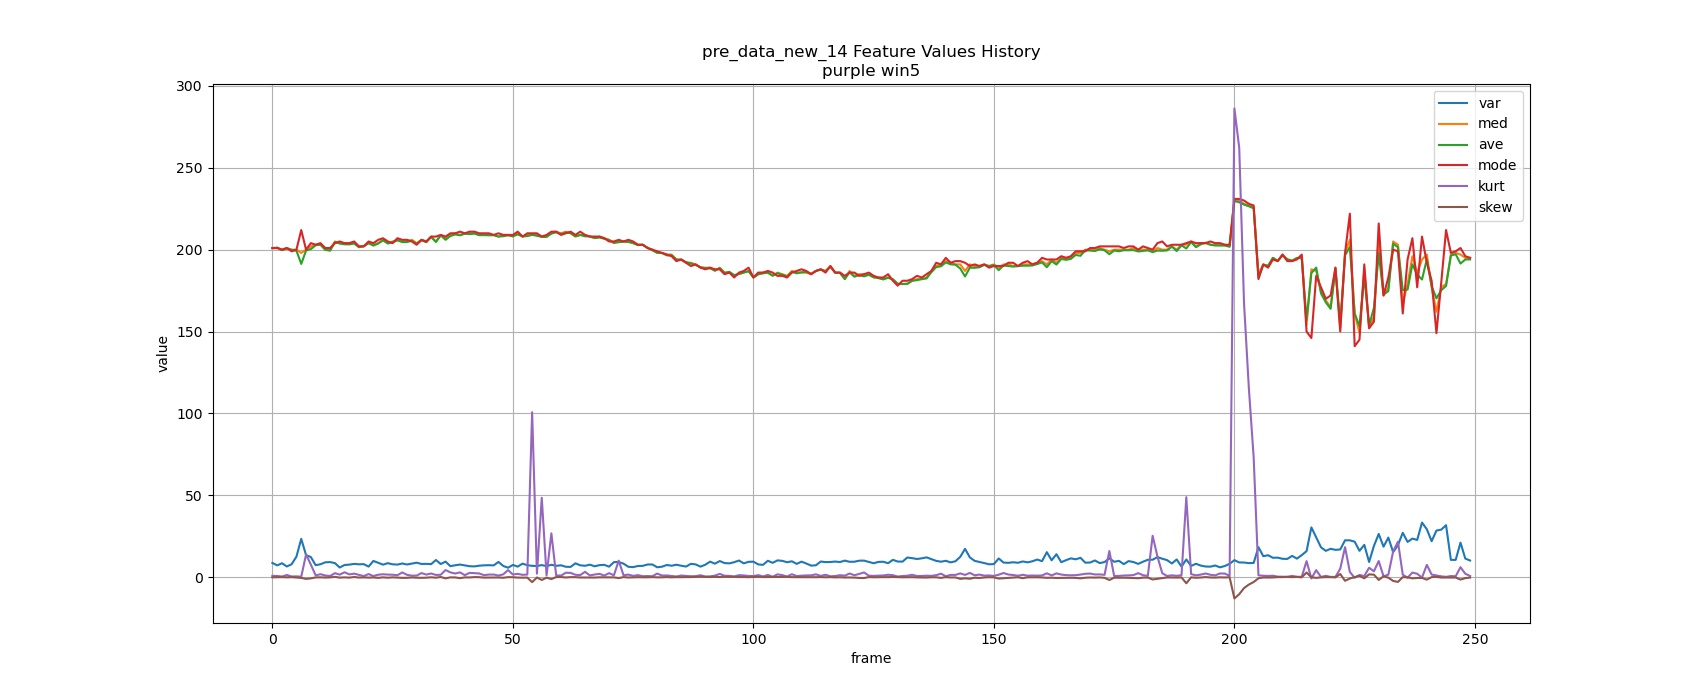 pre_data_new_14 Feature Values History
purple win5
300
250
200
150
100
50
0
value
0
50
100
150
200
250
frame
var
med
ave
mode
kurt
skew